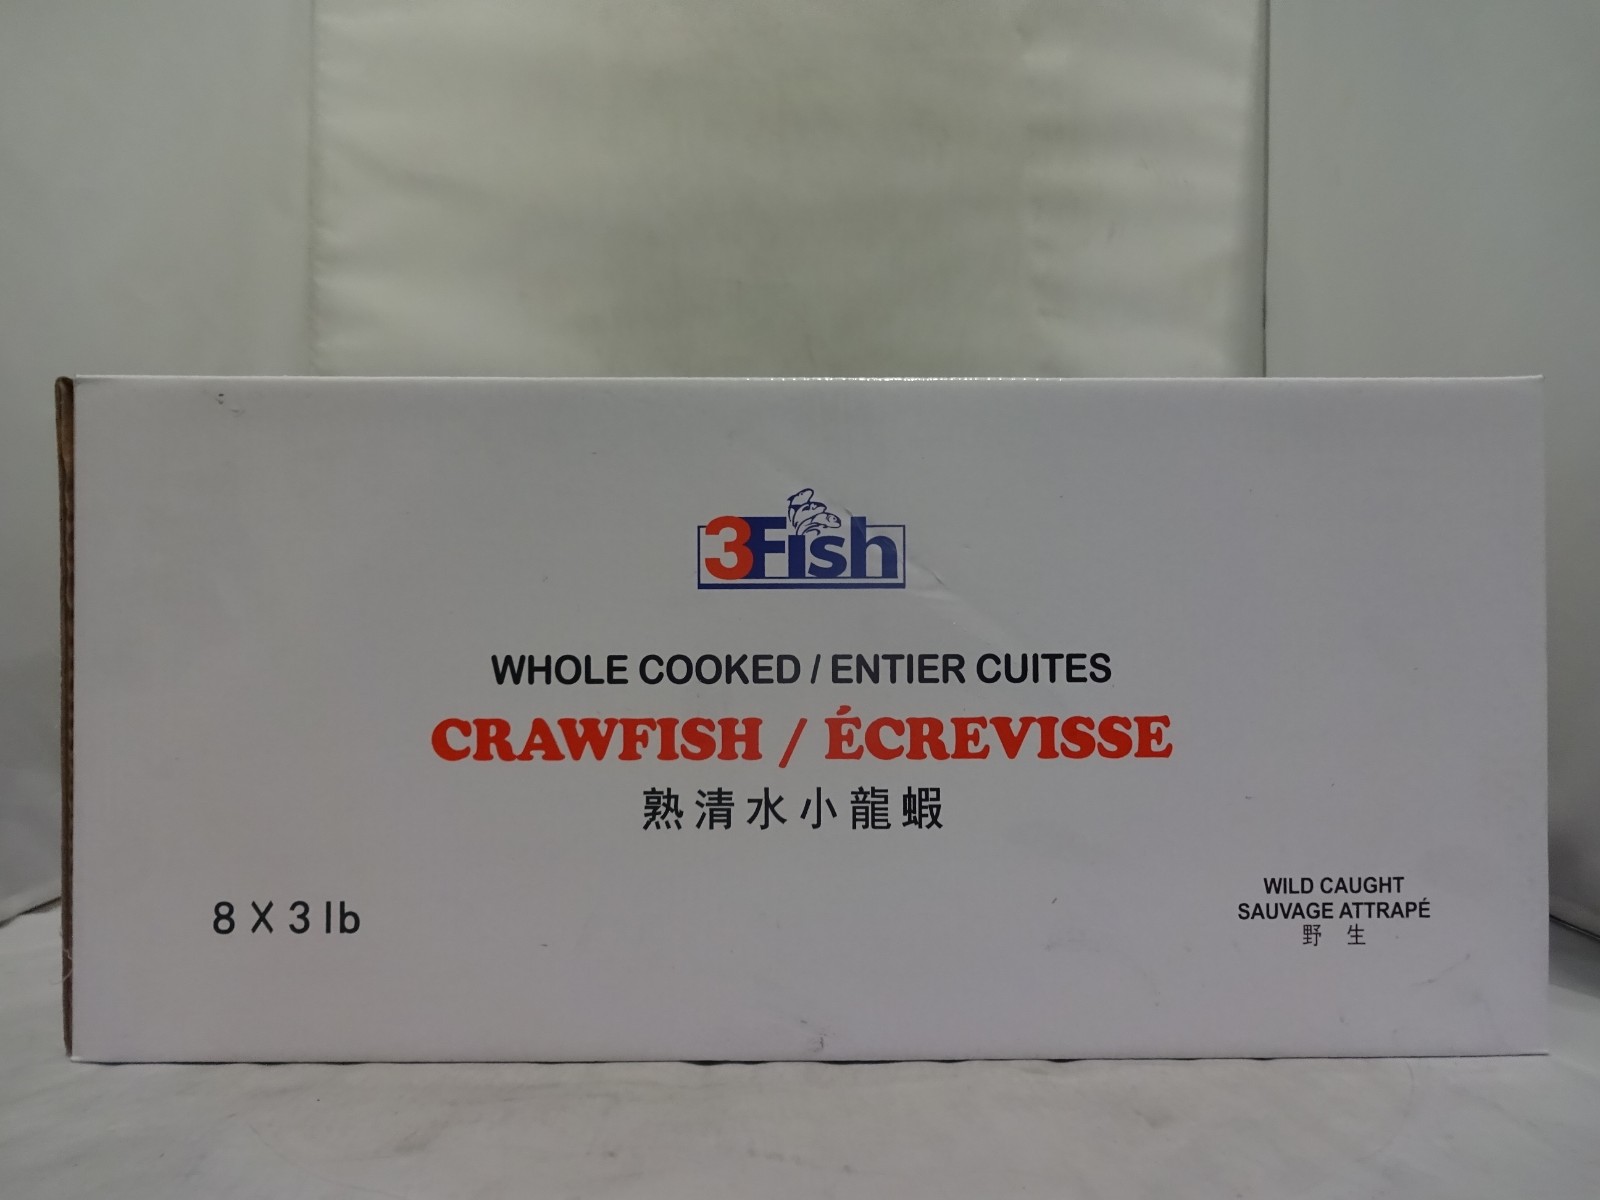 3Fish
WHOLE COOKED / ENTIER CUITES
CRAWFISH / ÉCREVISSE
熟清水小龍蝦
8 X 3 lb
WILD CAUGHT
SAUVAGE ATTRAPÉ
野 生